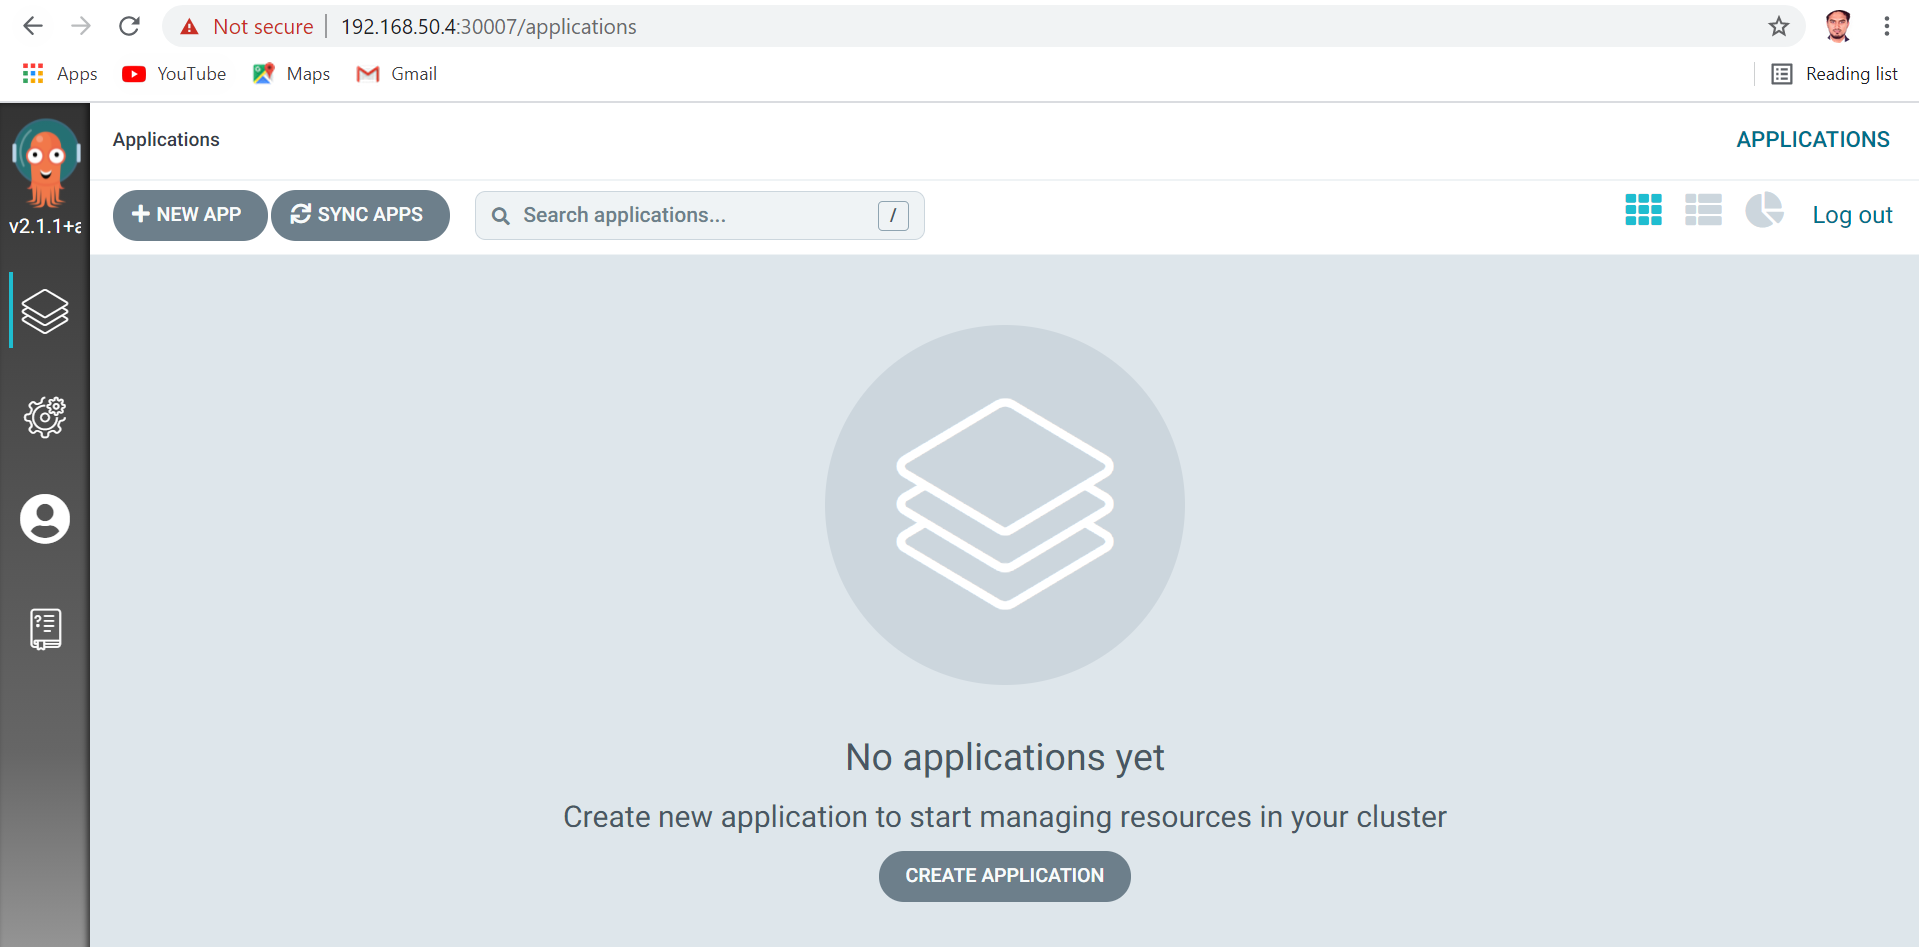 Not secure | 192.168.50.4:30007/applications
Apps YouTube Maps Gmail Reading list
Applications APPLICATIONS
v2.1.1+a
NEW APP SYNC APPS Search applications... / Log out
No applications yet
Create new application to start managing resources in your cluster
CREATE APPLICATION